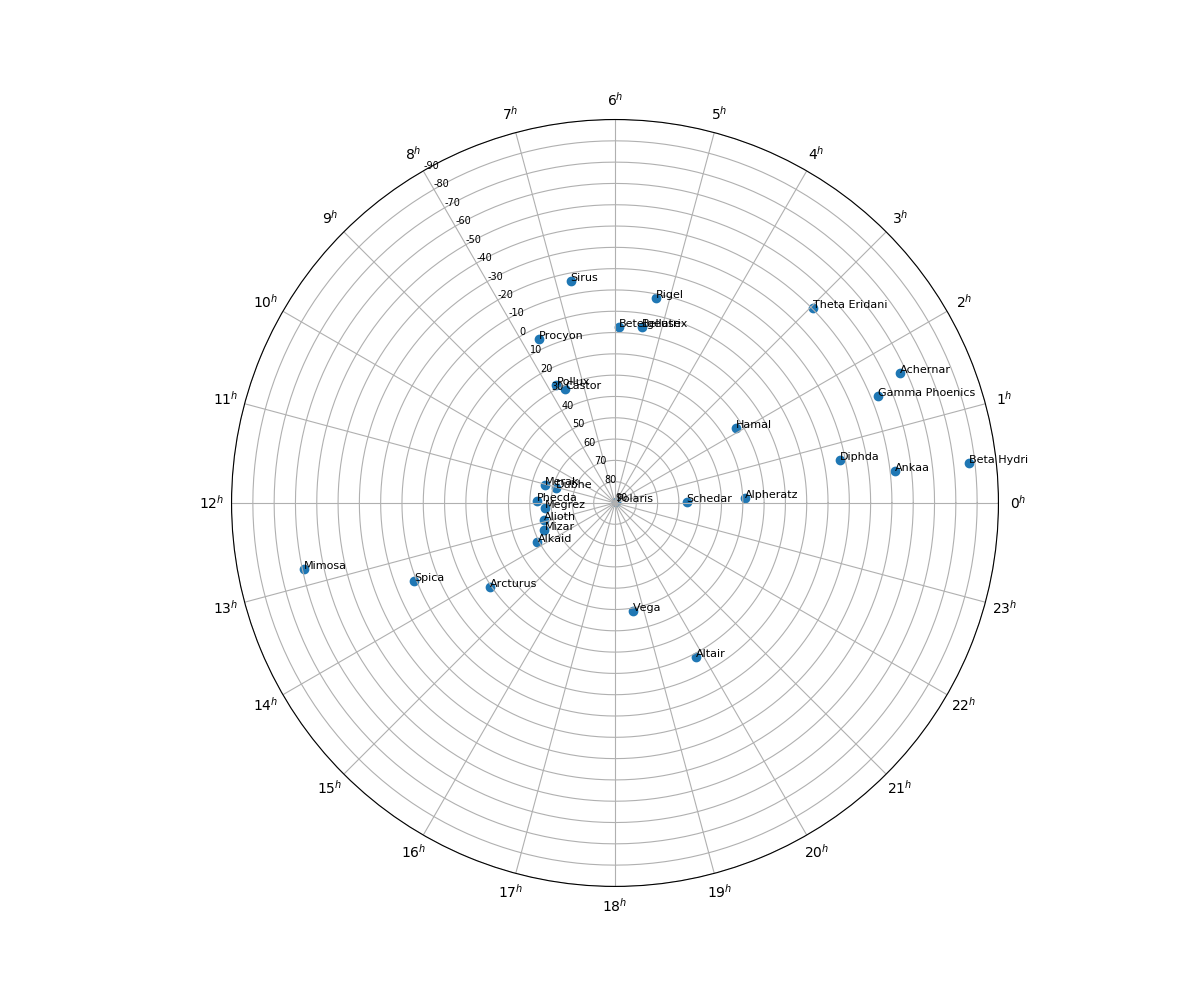 6ʰ
7ʰ
5ʰ
8ʰ
4ʰ
-90
-80
-70
9ʰ
3ʰ
-60
-50
-40
-30
Sirus
-20
Rigel
10ʰ
2ʰ
Theta Eridani
-10
Bellatrix
0
Procyon
10
20
Achernar
Pollux
Castor
30
Gamma Phoenics
11ʰ
1ʰ
40
50
Hamal
60
Diphda
70
Beta Hydri
Ankaa
80
Merak
Dubhe
90
Polaris
Schedar
Alpheratz
Phecda
12ʰ
0ʰ
Megrez
Alioth
Mizar
Alkaid
Mimosa
Spica
Arcturus
13ʰ
23ʰ
Vega
Altair
14ʰ
22ʰ
15ʰ
21ʰ
16ʰ
20ʰ
17ʰ
19ʰ
18ʰ